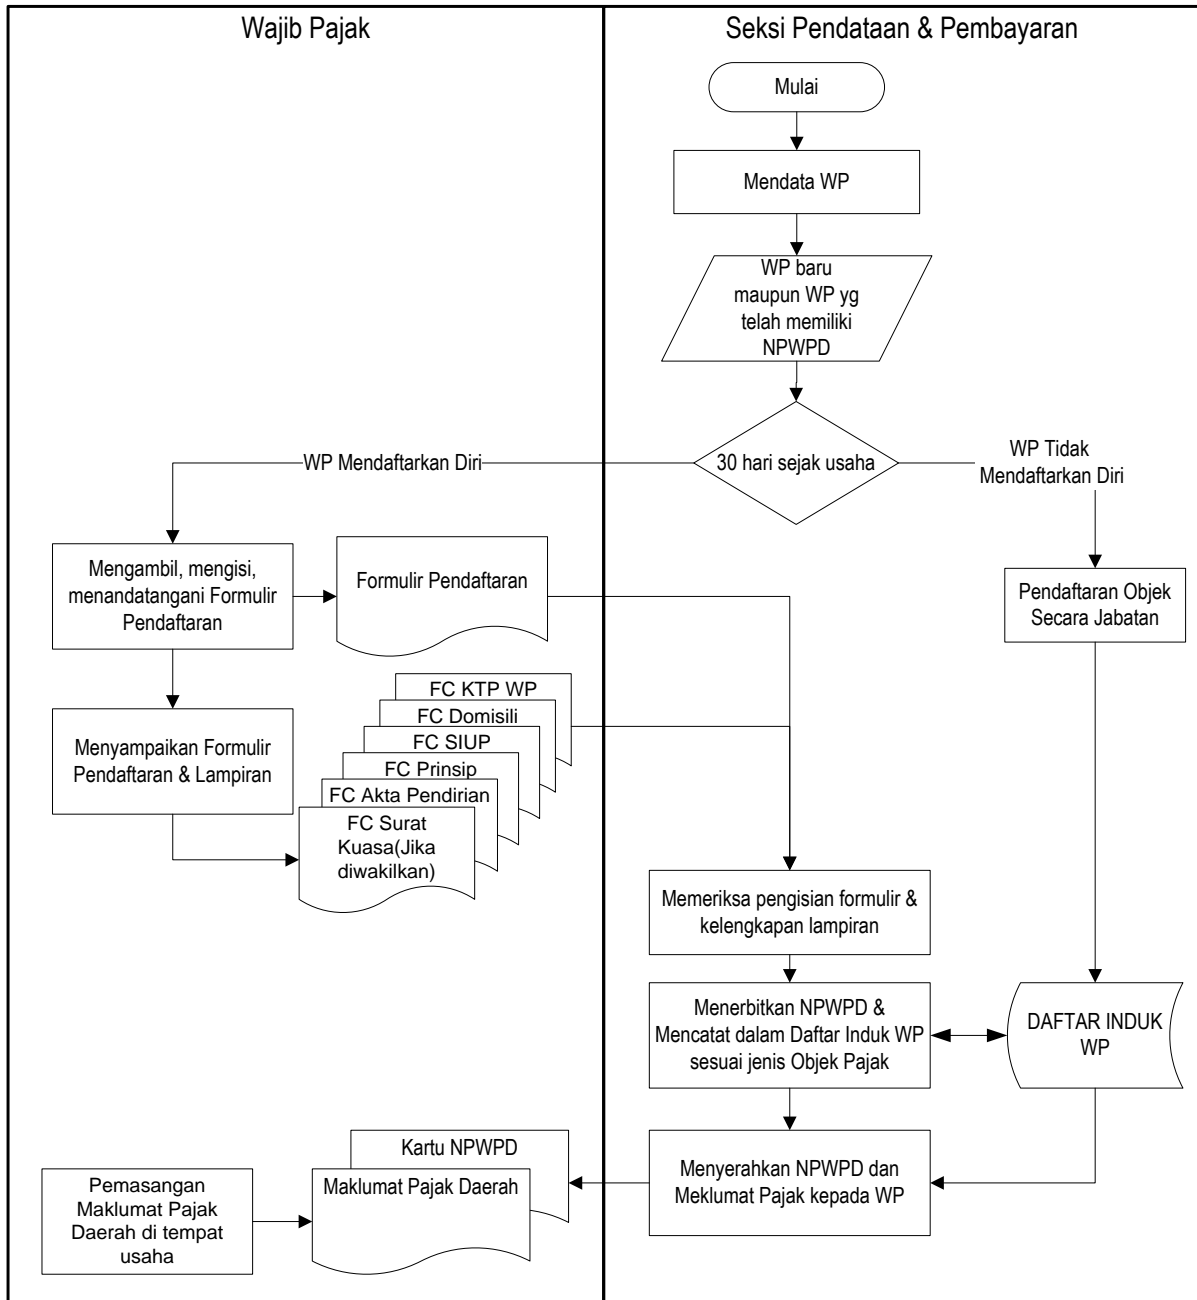 Wajib Pajak
Seksi Pendataan & Pembayaran
Mulai
Mendata WP
WP baru
maupun WP yg
telah memiliki
NPWPD
30 hari sejak usaha
WP Mendaftarkan Diri
WP Tidak
Mendaftarkan Diri
Mengambil, mengisi,
menandatangani Formulir
Pendaftaran
Formulir Pendaftaran
Pendaftaran Objek
Secara Jabatan
Menyampaikan Formulir
Pendaftaran & Lampiran
FC KTP WP
FC Domisili
FC SIUP
FC Prinsip
FC Akta Pendirian
FC Surat
Kuasa(Jika
diwakilkan)
Memeriksa pengisian formulir &
kelengkapan lampiran
Menerbitkan NPWPD &
Mencatat dalam Daftar Induk WP
sesuai jenis Objek Pajak
DAFTAR INDUK
WP
Menyerahkan NPWPD dan
Meklumat Pajak kepada WP
Kartu NPWPD
Maklumat Pajak Daerah
Pemasangan
Maklumat Pajak
Daerah di tempat
usaha